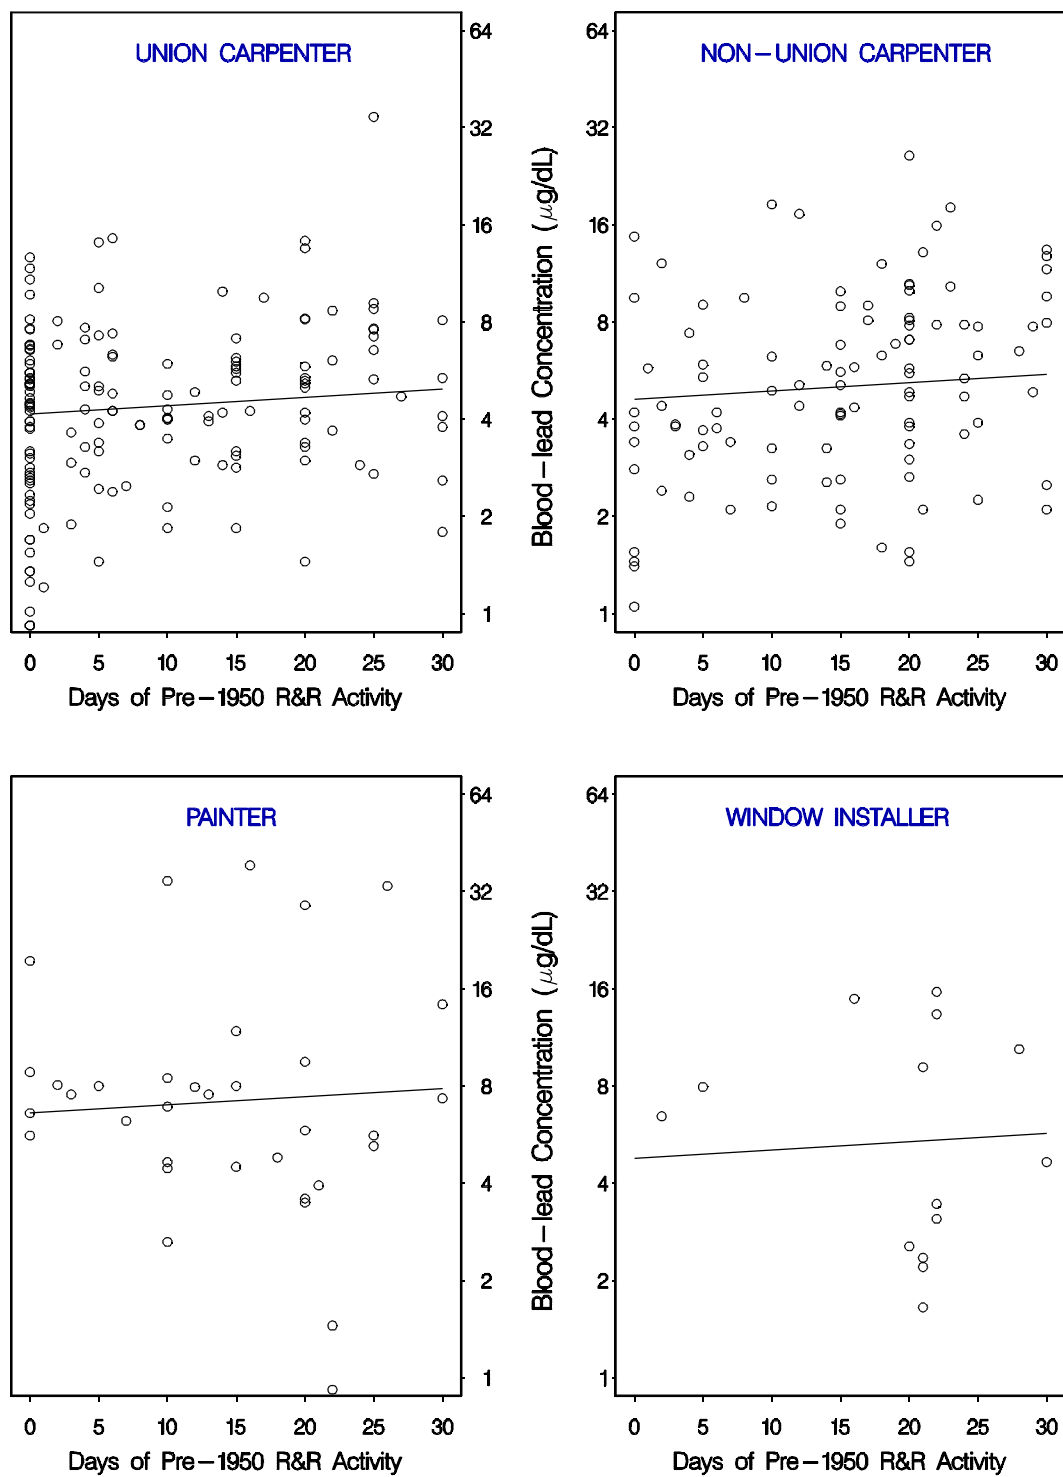 UNION CARPENTER
64
32
16
8
4
2
1
0 5 10 15 20 25 30
Days of Pre-1950 R&R Activity
Blood-lead Concentration (μg/dL)
NON-UNION CARPENTER
64
32
16
8
4
2
1
0 5 10 15 20 25 30
Days of Pre-1950 R&R Activity
PAINTER
64
32
16
8
4
2
1
0 5 10 15 20 25 30
Days of Pre-1950 R&R Activity
Blood-lead Concentration (μg/dL)
WINDOW INSTALLER
64
32
16
8
4
2
1
0 5 10 15 20 25 30
Days of Pre-1950 R&R Activity